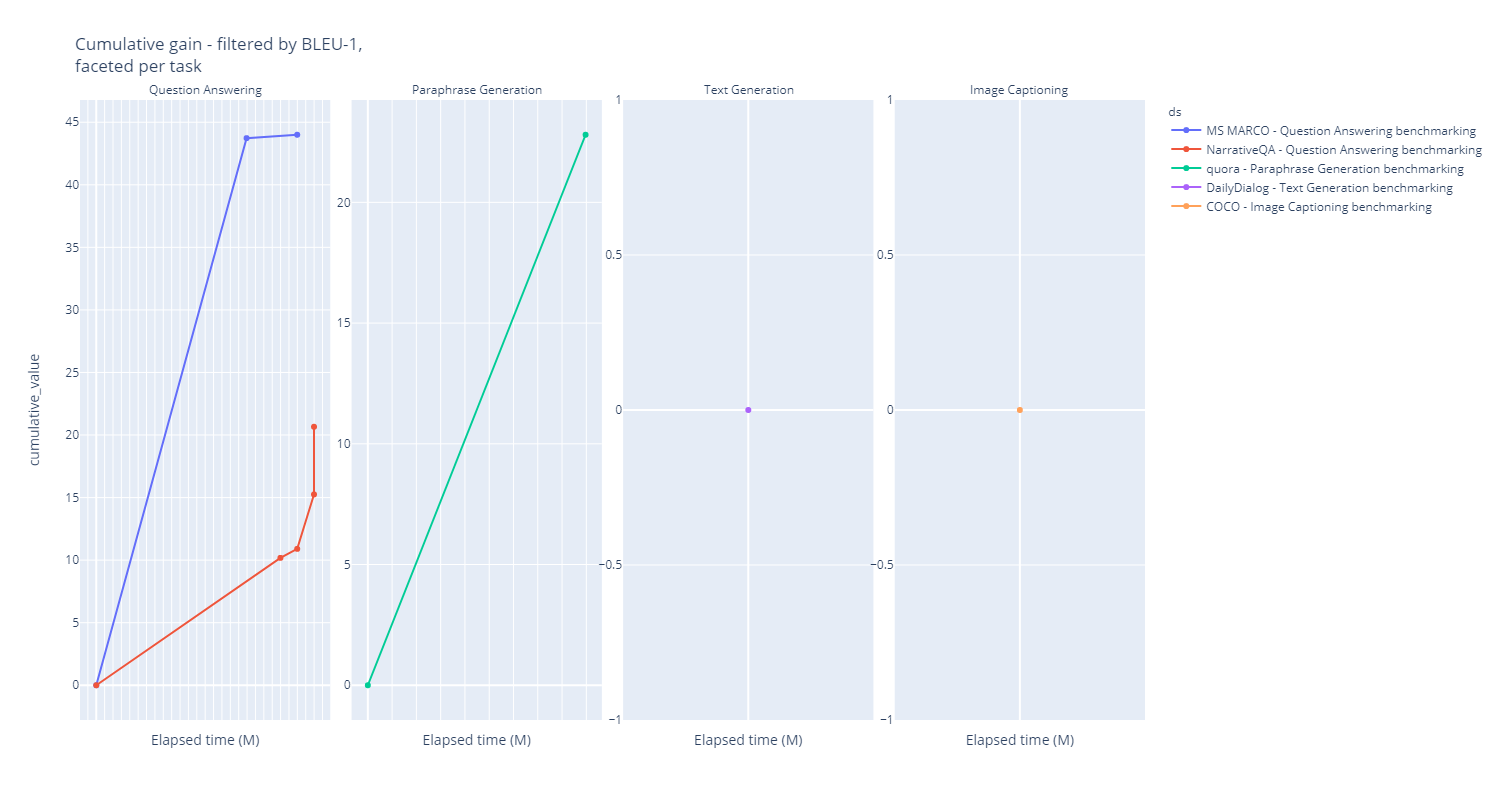 Cumulative gain - filtered by BLEU-1,
faceted per task
Question Answering
Paraphrase Generation
Text Generation
Image Captioning
cumulative_value
45
40
35
30
25
20
15
10
5
0
20
15
10
5
0
1
0.5
0
−0.5
−1
1
0.5
0
−0.5
−1
Elapsed time (M)
Elapsed time (M)
Elapsed time (M)
Elapsed time (M)
ds
MS MARCO - Question Answering benchmarking
NarrativeQA - Question Answering benchmarking
quora - Paraphrase Generation benchmarking
DailyDialog - Text Generation benchmarking
COCO - Image Captioning benchmarking